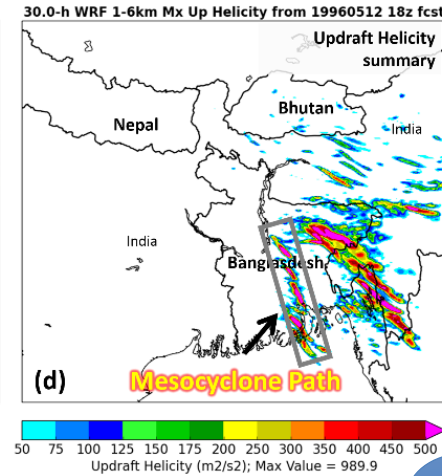 30.0-h WRF 1-6km Mx Up Helicity from 19960512 18z fcst
Updraft Helicity
summary
Bhutan
Nepal
India
India
Bangladesh
(d)
Mesocyclone Path
50 75 100 125 150 175 200 250 300 350 400 450 500
Updraft Helicity (m2/s2); Max Value = 989.9